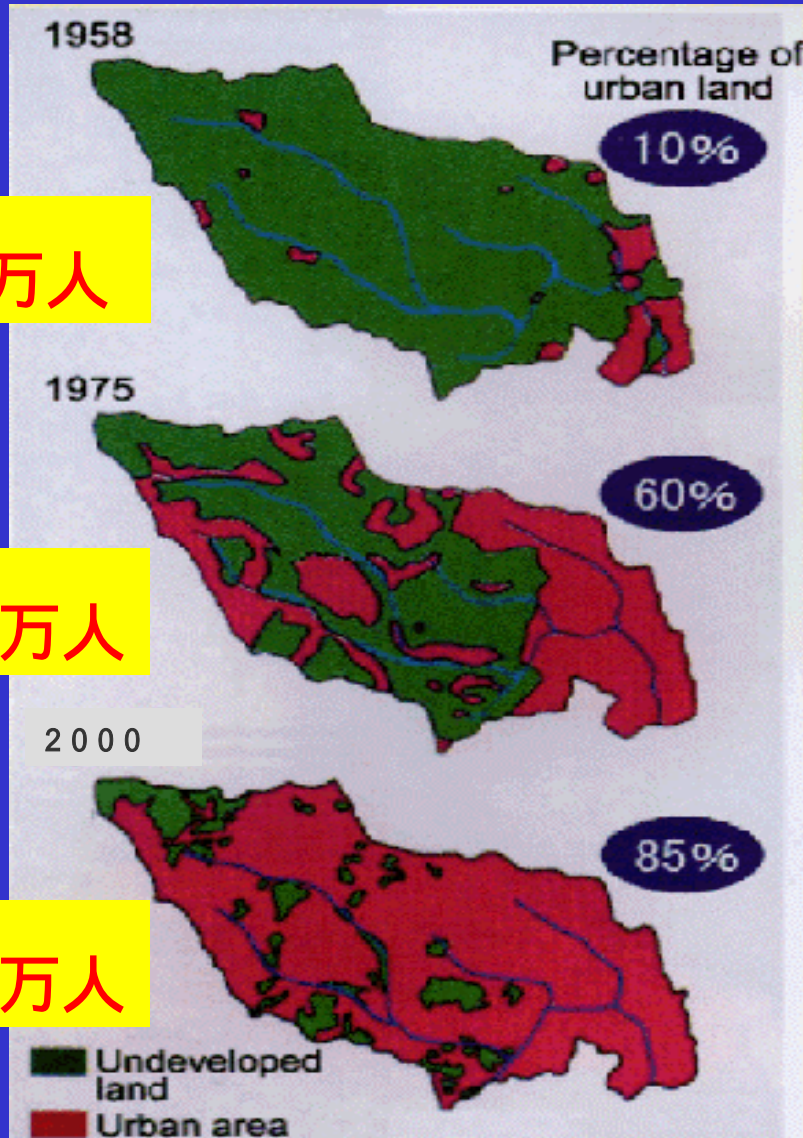 1958
Percentage of
urban land
10%
万人
1975
60%
万人
2000
85%
万人
Undeveloped
land
Urban area